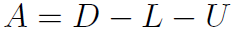 A = D − L − U